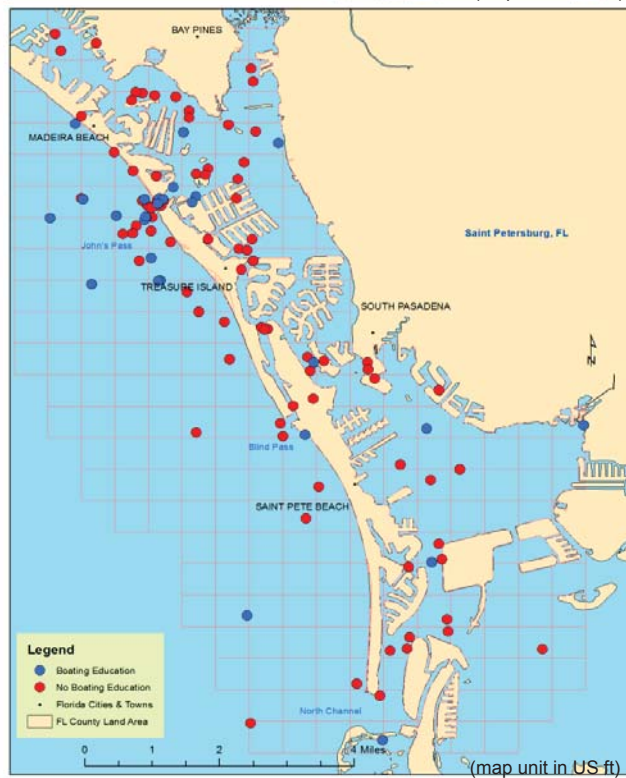 BAY PINES
MADEIRA BEACH
Saint Petersburg, FL
John's Pass
TREASURE ISLAND
SOUTH PASADENA
N
Blind Pass
SAINT PETE BEACH
Legend
Boating Education
No Boating Education
Florida Cities & Towns
FL County Land Area
North Channel
0 1 2 4 Miles
(map unit in US ft)